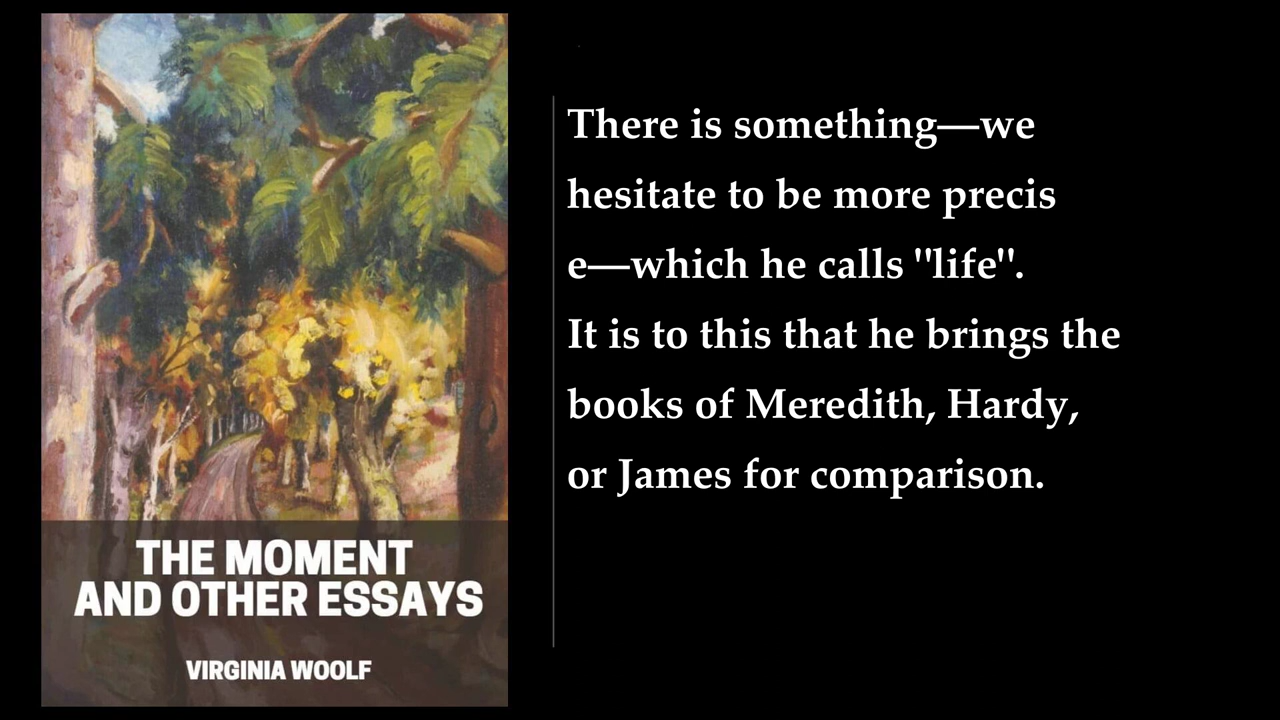 There is something—we
hesitate to be more precis
e—which he calls "life".
It is to this that he brings the
books of Meredith, Hardy,
or James for comparison.
THE MOMENT
AND OTHER ESSAYS
VIRGINIA WOOLF